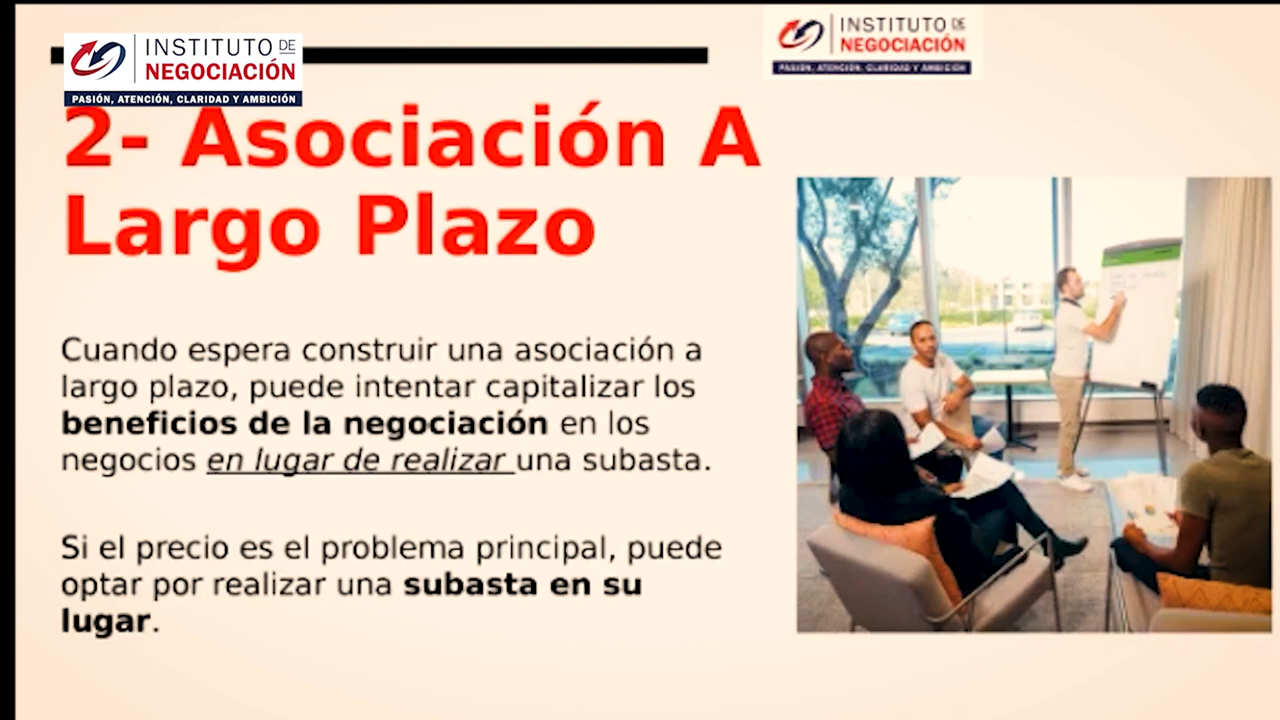 INSTITUTO DE
NEGOCIACIÓN
PASIÓN, ATENCIÓN, CLARIDAD Y AMBICIÓN
INSTITUTO DE
NEGOCIACIÓN
PASIÓN, ATENCIÓN, CLARIDAD Y AMBICIÓN
2- Asociación A
Largo Plazo
Cuando espera construir una asociación a
largo plazo, puede intentar capitalizar los
beneficios de la negociación en los
negocios en lugar de realizar una subasta.
Si el precio es el problema principal, puede
optar por realizar una subasta en su
lugar.